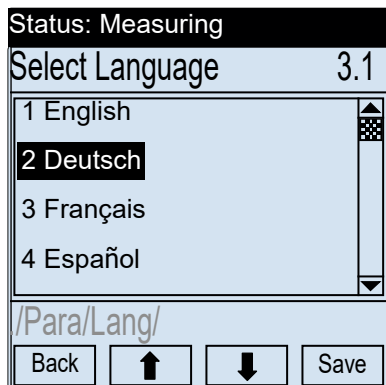 Status: Measuring
Select Language 3.1
1 English
2 Deutsch
3 Français
4 Español
/Para/Lang/
Back Save